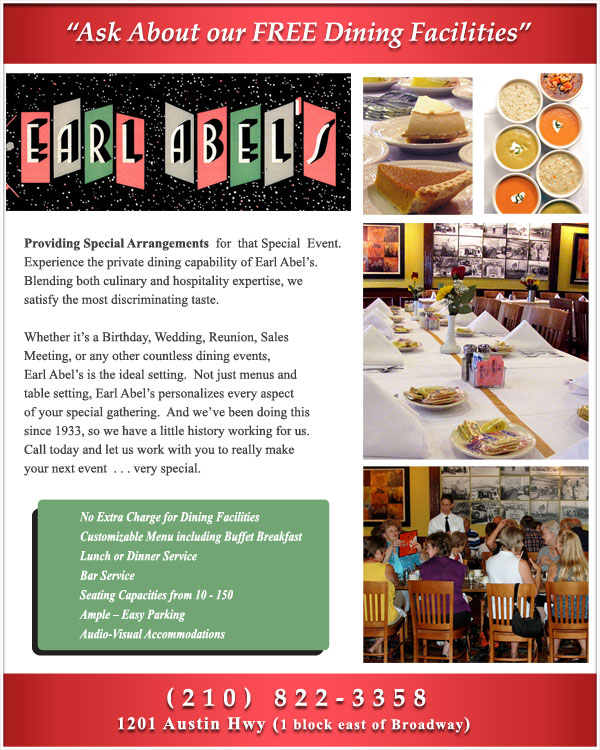 “Ask About our FREE Dining Facilities”
EARL ABEL'S
Providing Special Arrangements for that Special Event.
Experience the private dining capability of Earl Abel’s.
Blending both culinary and hospitality expertise, we
satisfy the most discriminating taste.
Whether it’s a Birthday, Wedding, Reunion, Sales
Meeting, or any other countless dining events,
Earl Abel’s is the ideal setting. Not just menus and
table setting, Earl Abel’s personalizes every aspect
of your special gathering. And we’ve been doing this
since 1933, so we have a little history working for us.
Call today and let us work with you to really make
your next event . . . very special.
No Extra Charge for Dining Facilities
Customizable Menu including Buffet Breakfast
Lunch or Dinner Service
Bar Service
Seating Capacities from 10 - 150
Ample – Easy Parking
Audio-Visual Accommodations
(210) 822-3358
1201 Austin Hwy (1 block east of Broadway)